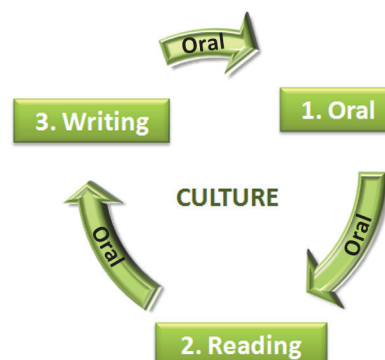 Oral
3. Writing
1. Oral
CULTURE
Oral
Oral
2. Reading